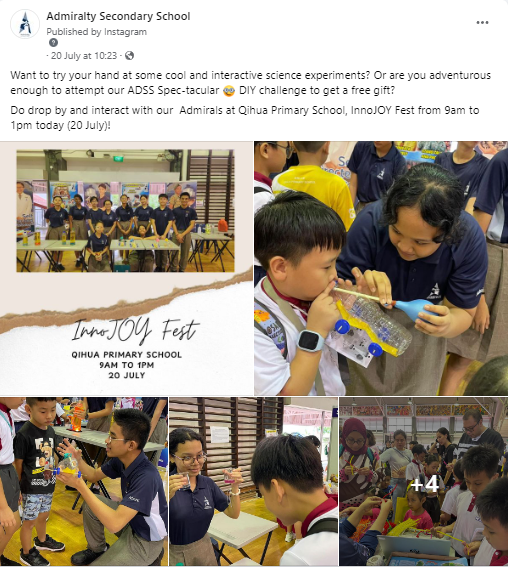 Admiralty Secondary School
Published by Instagram
· 20 July at 10:23 ·
Want to try your hand at some cool and interactive science experiments? Or are you adventurous
enough to attempt our ADSS Spec-tacular 🤓 DIY challenge to get a free gift?
Do drop by and interact with our Admirals at Qihua Primary School, InnoJOY Fest from 9am to
1pm today (20 July)!
InnoJOY Fest
QIHUA PRIMARY SCHOOL
9AM TO 1PM
20 JULY
+4